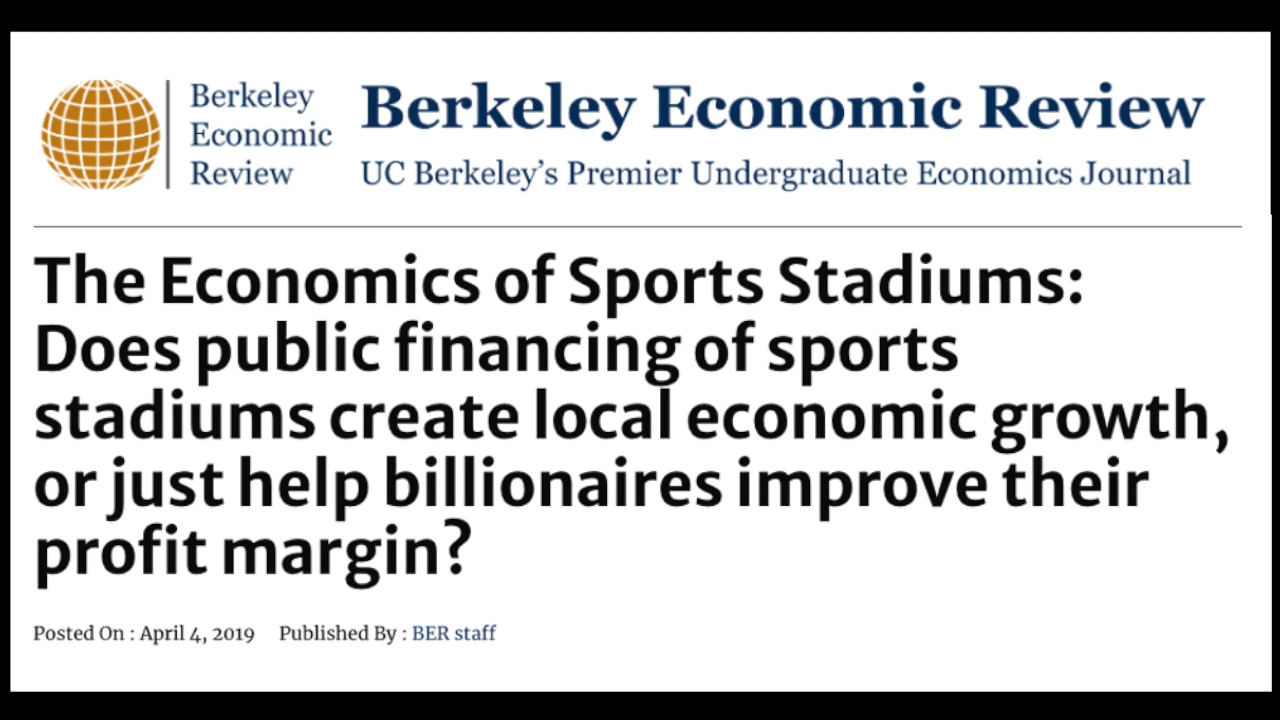 Berkeley
Economic
Review
Berkeley Economic Review
UC Berkeley's Premier Undergraduate Economics Journal
The Economics of Sports Stadiums:
Does public financing of sports
stadiums create local economic growth,
or just help billionaires improve their
profit margin?
Posted On : April 4, 2019 Published By : BER staff